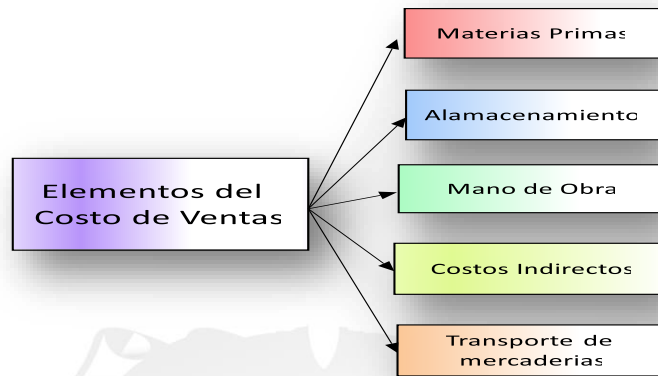 Materias Primas
Alamacenamiento
Elementos del
Costo de Ventas
Mano de Obra
Costos Indirectos
Transporte de
mercaderias